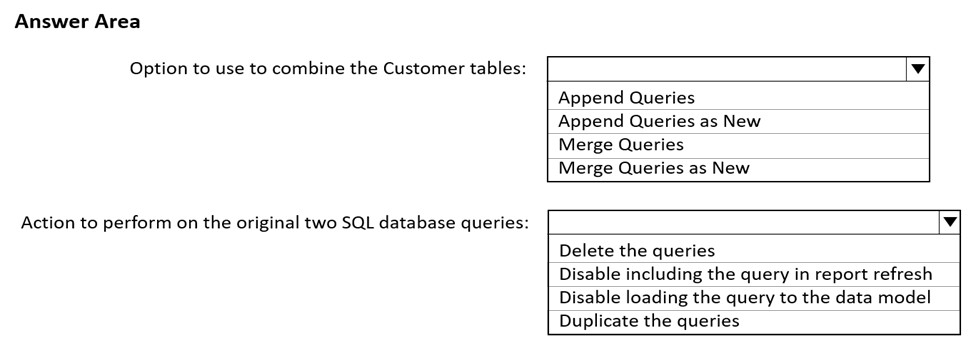 Answer Area
Option to use to combine the Customer tables:
Append Queries
Append Queries as New
Merge Queries
Merge Queries as New
Action to perform on the original two SQL database queries:
Delete the queries
Disable including the query in report refresh
Disable loading the query to the data model
Duplicate the queries